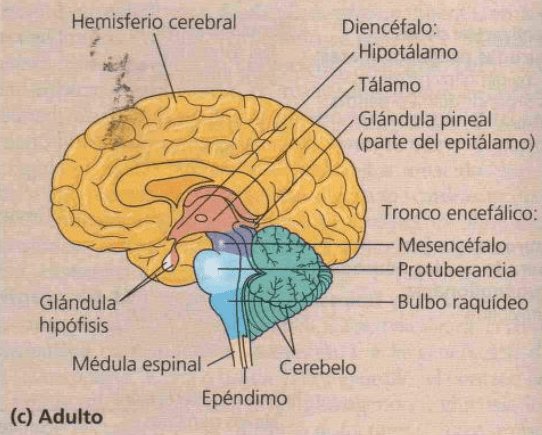 Hemisferio cerebral
Diencéfalo:
Hipotálamo
Tálamo
Glándula pineal
(parte del epitálamo)
Tronco encefálico:
Mesencéfalo
Protuberancia
Bulbo raquídeo
Glándula
hipófisis
Médula espinal
Cerebelo
Epéndimo
(c) Adulto